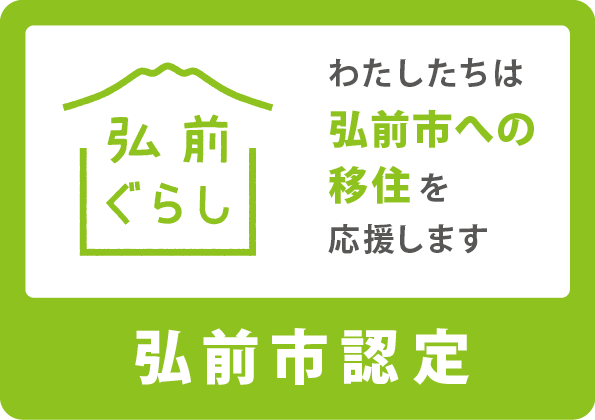 弘前
ぐらし
わたしたちは
弘前市への
移住を
応援します
弘前市認定